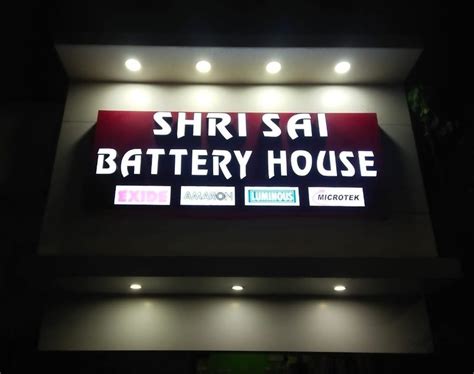 SHRI SAI
BATTERY HOUSE
EXIDE AMARON LUMINOUS MICROTEK